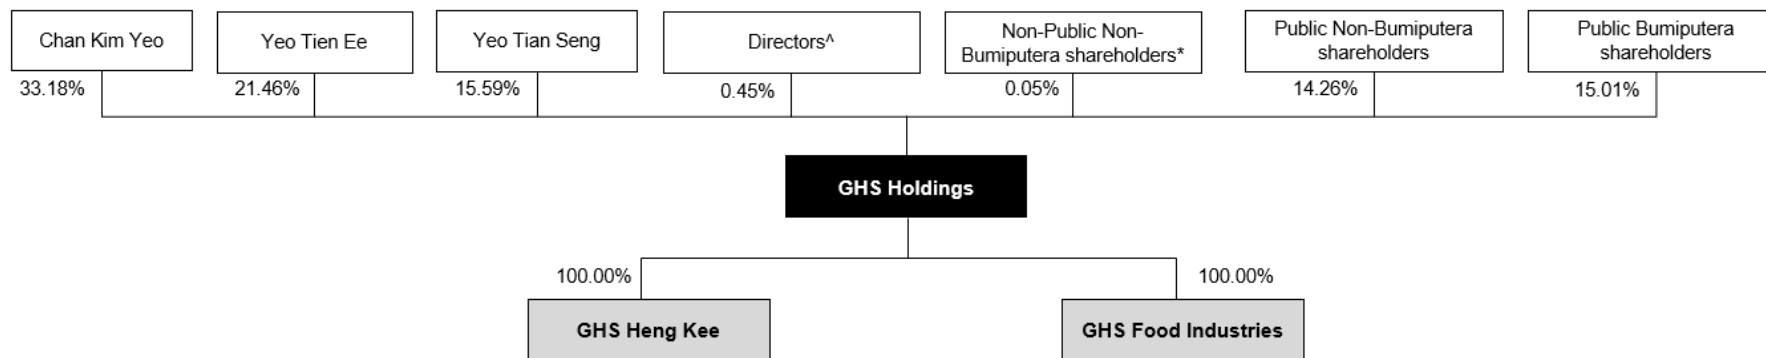 Chan Kim Yeo
Yeo Tien Ee
Yeo Tian Seng
Directors^
Non-Public Non-
Bumiputera shareholders*
Public Non-Bumiputera
shareholders
Public Bumiputera
shareholders
33.18%
21.46%
15.59%
0.45%
0.05%
14.26%
15.01%
GHS Holdings
100.00%
100.00%
GHS Heng Kee
GHS Food Industries